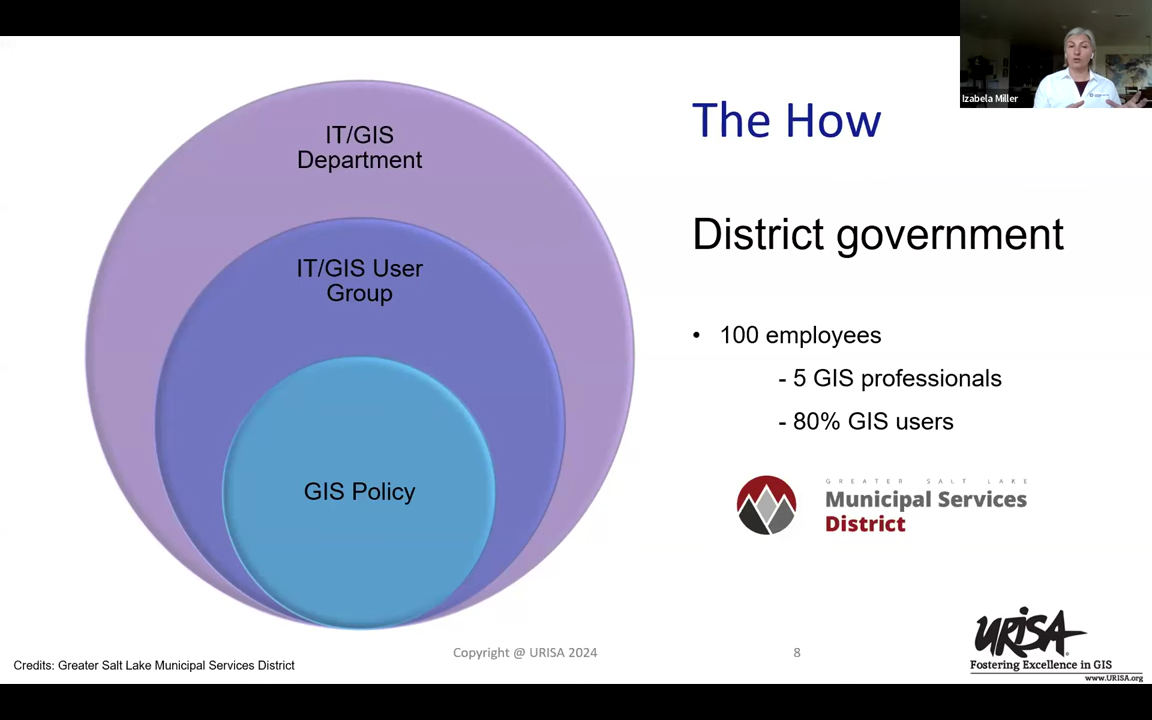 Izabela Miller
IT/GIS
Department
IT/GIS User
Group
GIS Policy
The How
District government
• 100 employees
- 5 GIS professionals
- 80% GIS users
GREATER SALT LAKE
Municipal Services
District
Credits: Greater Salt Lake Municipal Services District
Copyright @ URISA 2024
8
URISA
Fostering Excellence in GIS
www.URISA.org